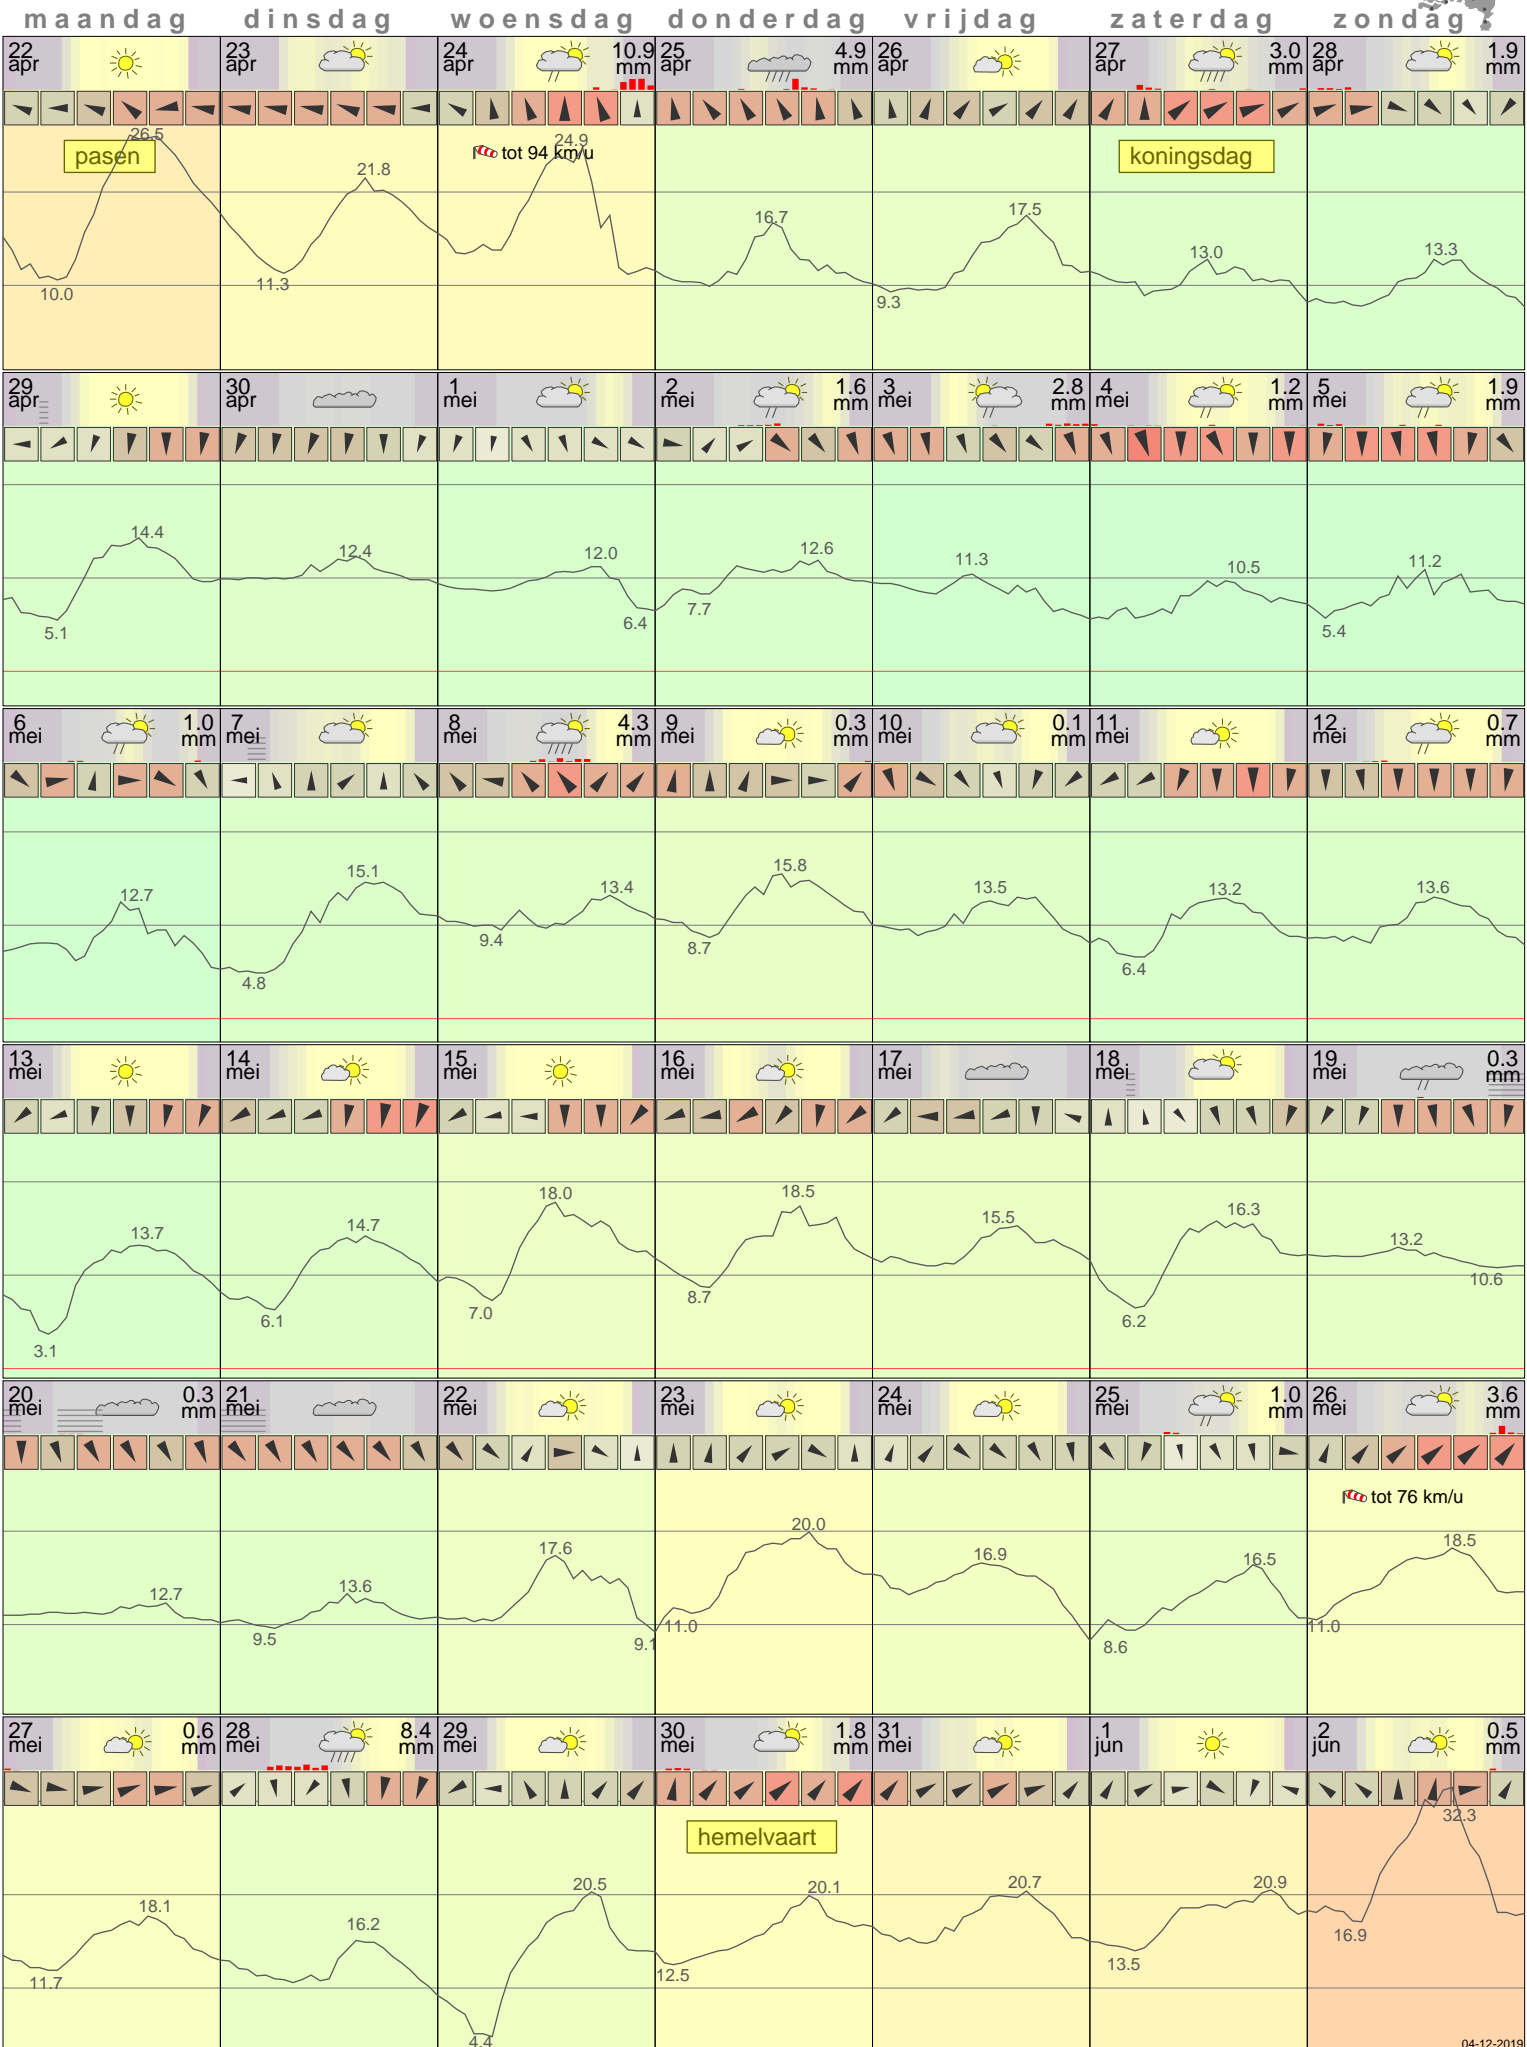 maandag dinsdag woensdag donderdag vrijdag zaterdag zondag
22 23 24 10.9 25 4.9 26 27 3.0 28 1.9
apr apr apr mm apr mm apr apr mm apr mm
26.5 24.9
pasen tot 94 km/u koningsdag
21.8
16.7 17.5
13.0 13.3
10.0 11.3 9.3
29 30 1 2 1.6 3 2.8 4 1.2 5 1.9
apr apr mei mei mm mei mm mei mm mei mm
14.4 12.4 12.0 12.6 11.3 10.5 11.2
5.1 6.4 7.7 5.4
6 1.0 7 8 4.3 9 0.3 10 0.1 11 12 0.7
mei mm mei mei mm mei mm mei mm mei mei mm
12.7 15.1 13.4 15.8 13.5 13.2 13.6
4.8 9.4 8.7 6.4
13 14 15 16 17 18 19 0.3
mei mei mei mei mei mei mei mm
13.7 14.7 18.0 18.5 15.5 16.3 13.2
3.1 6.1 7.0 8.7 6.2 10.6
20 0.3 21 22 23 24 25 1.0 26 3.6
mei mm mei mei mei mei mei mm mei mm
tot 76 km/u
12.7 13.6 17.6 20.0 16.9 16.5 18.5
9.5 9.1 11.0 8.6 11.0
27 0.6 28 8.4 29 30 1.8 31 1 2 0.5
mei mm mei mm mei mei mm mei jun jun mm
32.3
hemelvaart
18.1 16.2 20.5 20.1 20.7 20.9
11.7 4.4 12.5 13.5 16.9
04-12-2019